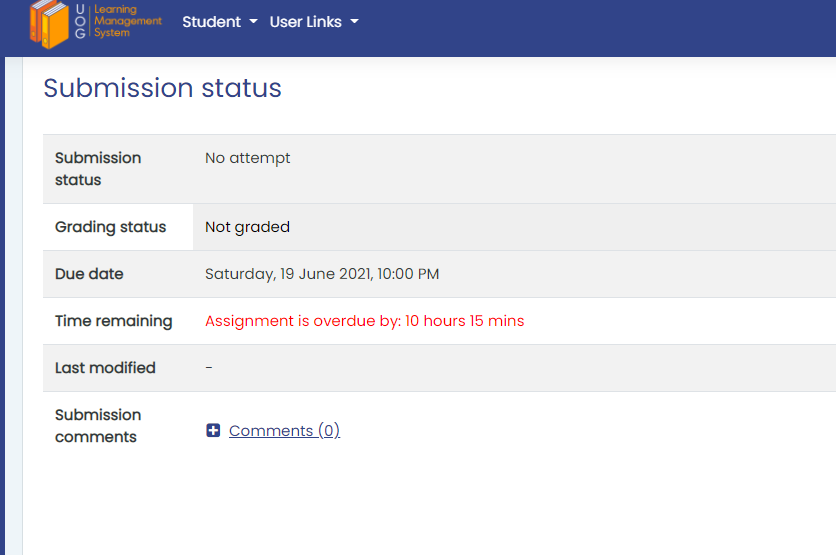 UOG
Learning
Management
System
Student
User Links
Submission status
Submission
status
No attempt
Grading status
Not graded
Due date
Saturday, 19 June 2021, 10:00 PM
Time remaining
Assignment is overdue by: 10 hours 15 mins
Last modified
-
Submission
comments
Comments (0)